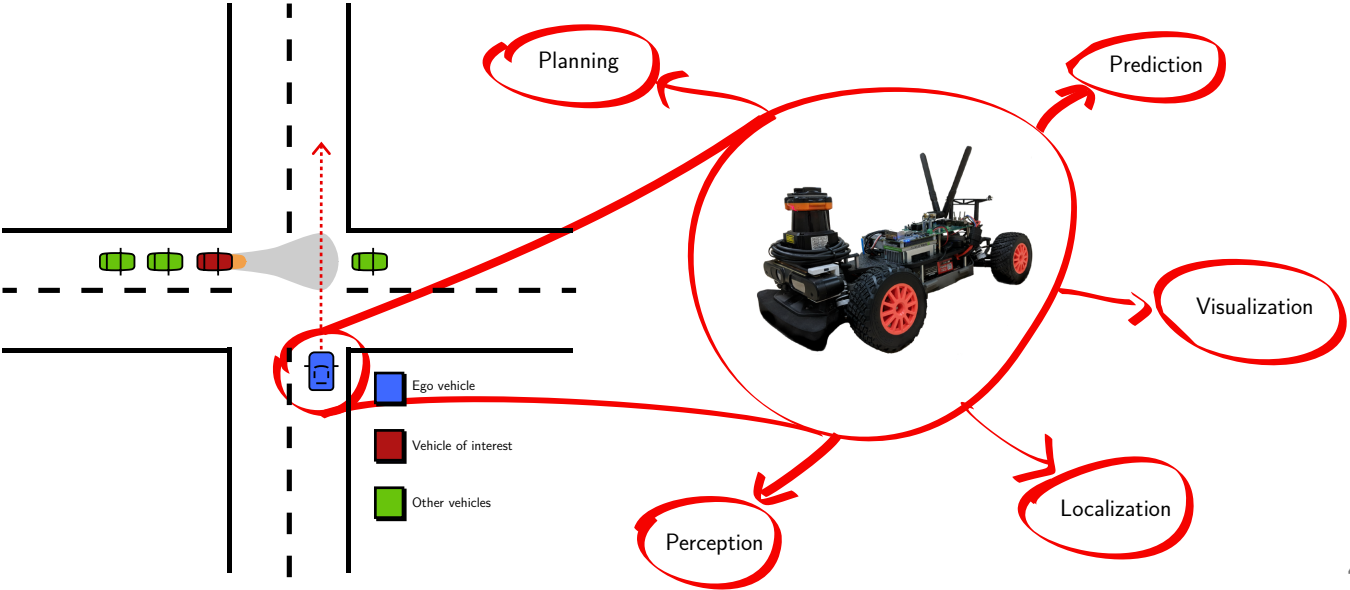 Planning
Prediction
Visualization
Ego vehicle
Vehicle of interest
Other vehicles
Localization
Perception